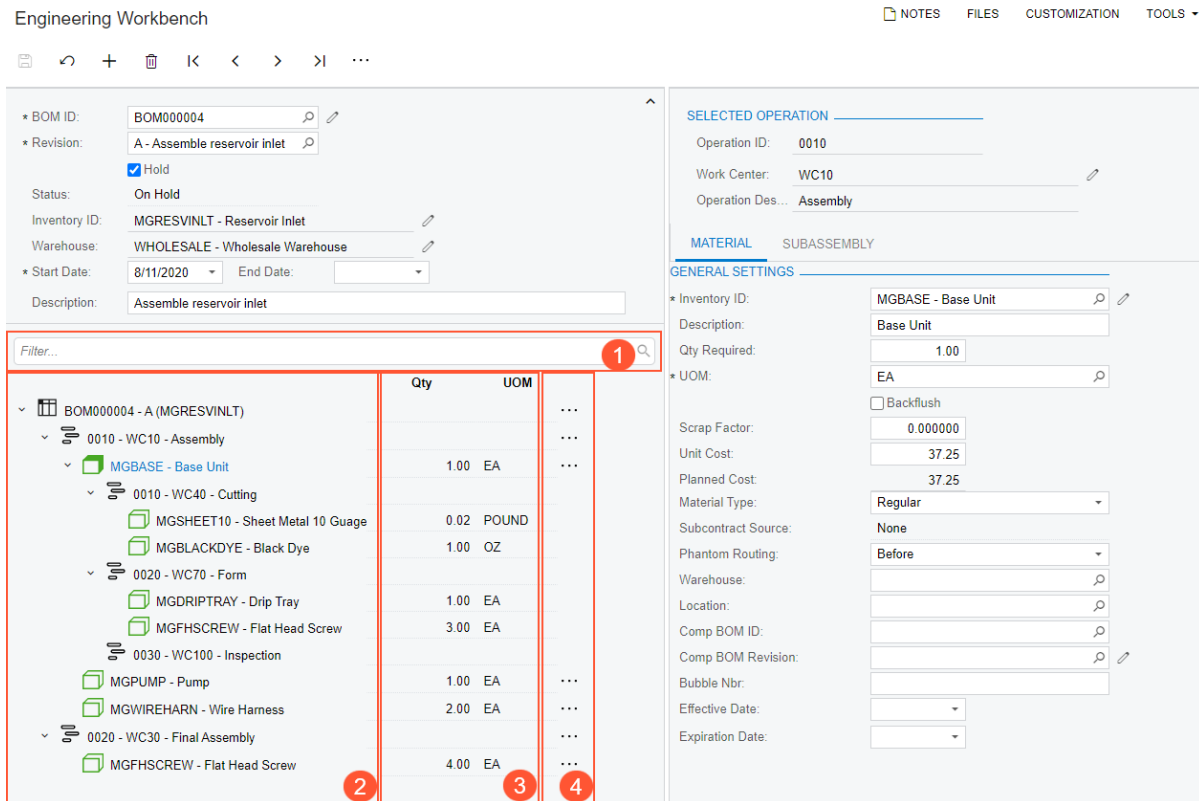 Engineering Workbench
NOTES FILES CUSTOMIZATION TOOLS
* BOM ID: BOM000004
* Revision: A - Assemble reservoir inlet
Hold
Status: On Hold
Inventory ID: MGRESVINLT - Reservoir Inlet
Warehouse: WHOLESALE - Wholesale Warehouse
* Start Date: 8/11/2020 End Date:
Description: Assemble reservoir inlet
Filter...
1
Qty UOM
BOM000004 - A (MGRESVINLT) ...
0010 - WC10 - Assembly ...
MGBASE - Base Unit 1.00 EA ...
0010 - WC40 - Cutting
MGSHEET10 - Sheet Metal 10 Guage 0.02 POUND
MGBLACKDYE - Black Dye 1.00 OZ
0020 - WC70 - Form
MGDRIPTRAY - Drip Tray 1.00 EA
MGFHSCREW - Flat Head Screw 3.00 EA
0030 - WC100 - Inspection
MGPUMP - Pump 1.00 EA ...
MGWIREHARN - Wire Harness 2.00 EA ...
0020 - WC30 - Final Assembly ...
MGFHSCREW - Flat Head Screw 4.00 EA ...
2 3 4
SELECTED OPERATION
Operation ID: 0010
Work Center: WC10
Operation Des... Assembly
MATERIAL SUBASSEMBLY
GENERAL SETTINGS
* Inventory ID: MGBASE - Base Unit
Description: Base Unit
Qty Required: 1.00
* UOM: EA
Backflush
Scrap Factor: 0.000000
Unit Cost: 37.25
Planned Cost: 37.25
Material Type: Regular
Subcontract Source: None
Phantom Routing: Before
Warehouse:
Location:
Comp BOM ID:
Comp BOM Revision:
Bubble Nbr:
Effective Date:
Expiration Date: